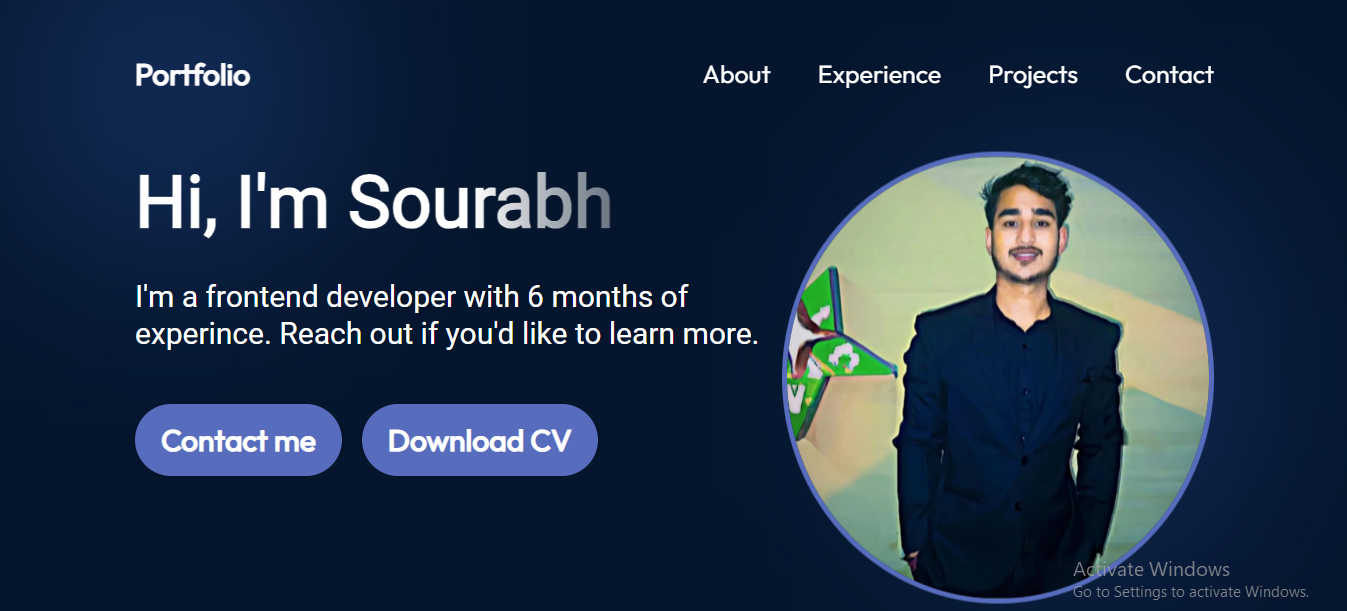 Portfolio
About Experience Projects Contact
Hi, I'm Sourabh
I'm a frontend developer with 6 months of
experince. Reach out if you'd like to learn more.
Contact me Download CV
Activate Windows
Go to Settings to activate Windows.